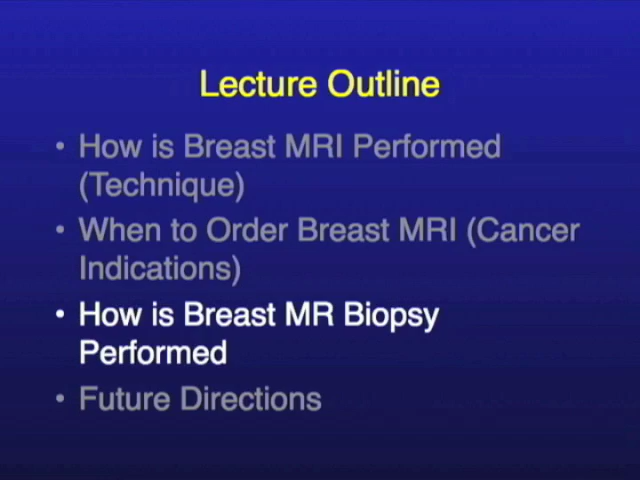 Lecture Outline
• How is Breast MRI Performed
(Technique)
• When to Order Breast MRI (Cancer
Indications)
• How is Breast MR Biopsy
Performed
• Future Directions